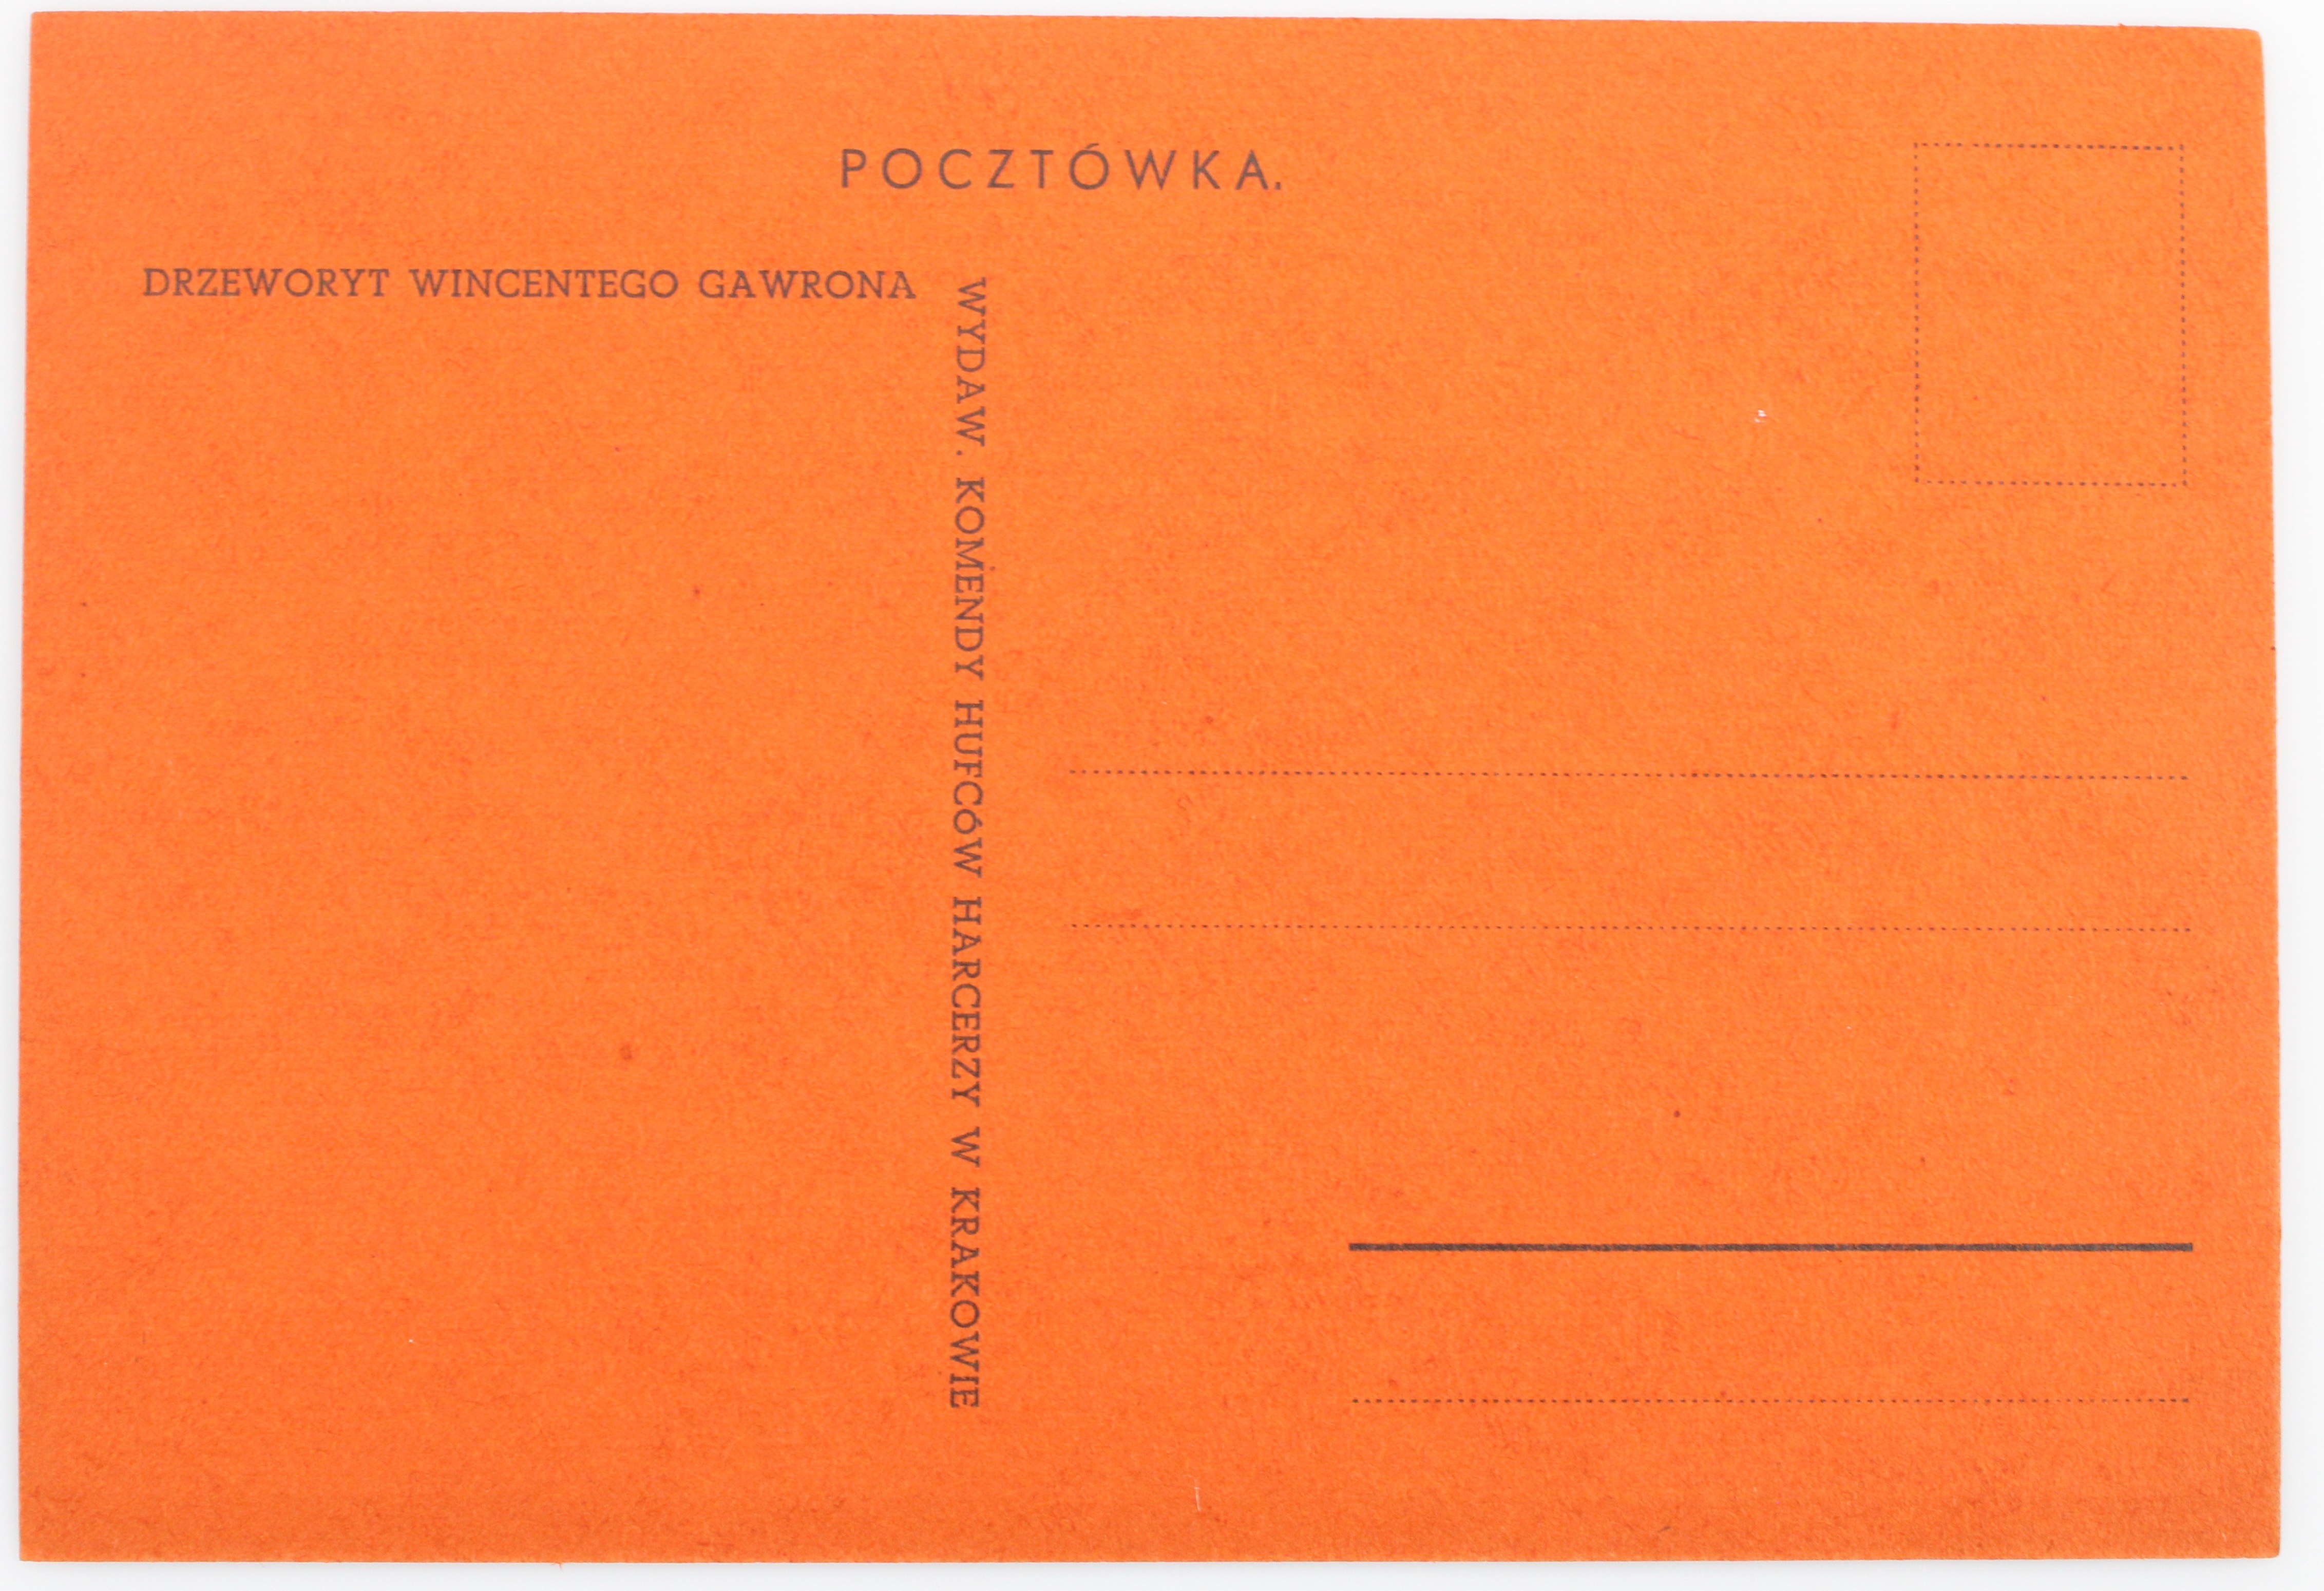 POCZTÓWKA.
DRZEWORYT WINCENTEGO GAWRONA
WYDAW. KOMENDY HUFCÓW HARCERZY W KRAKOWIE